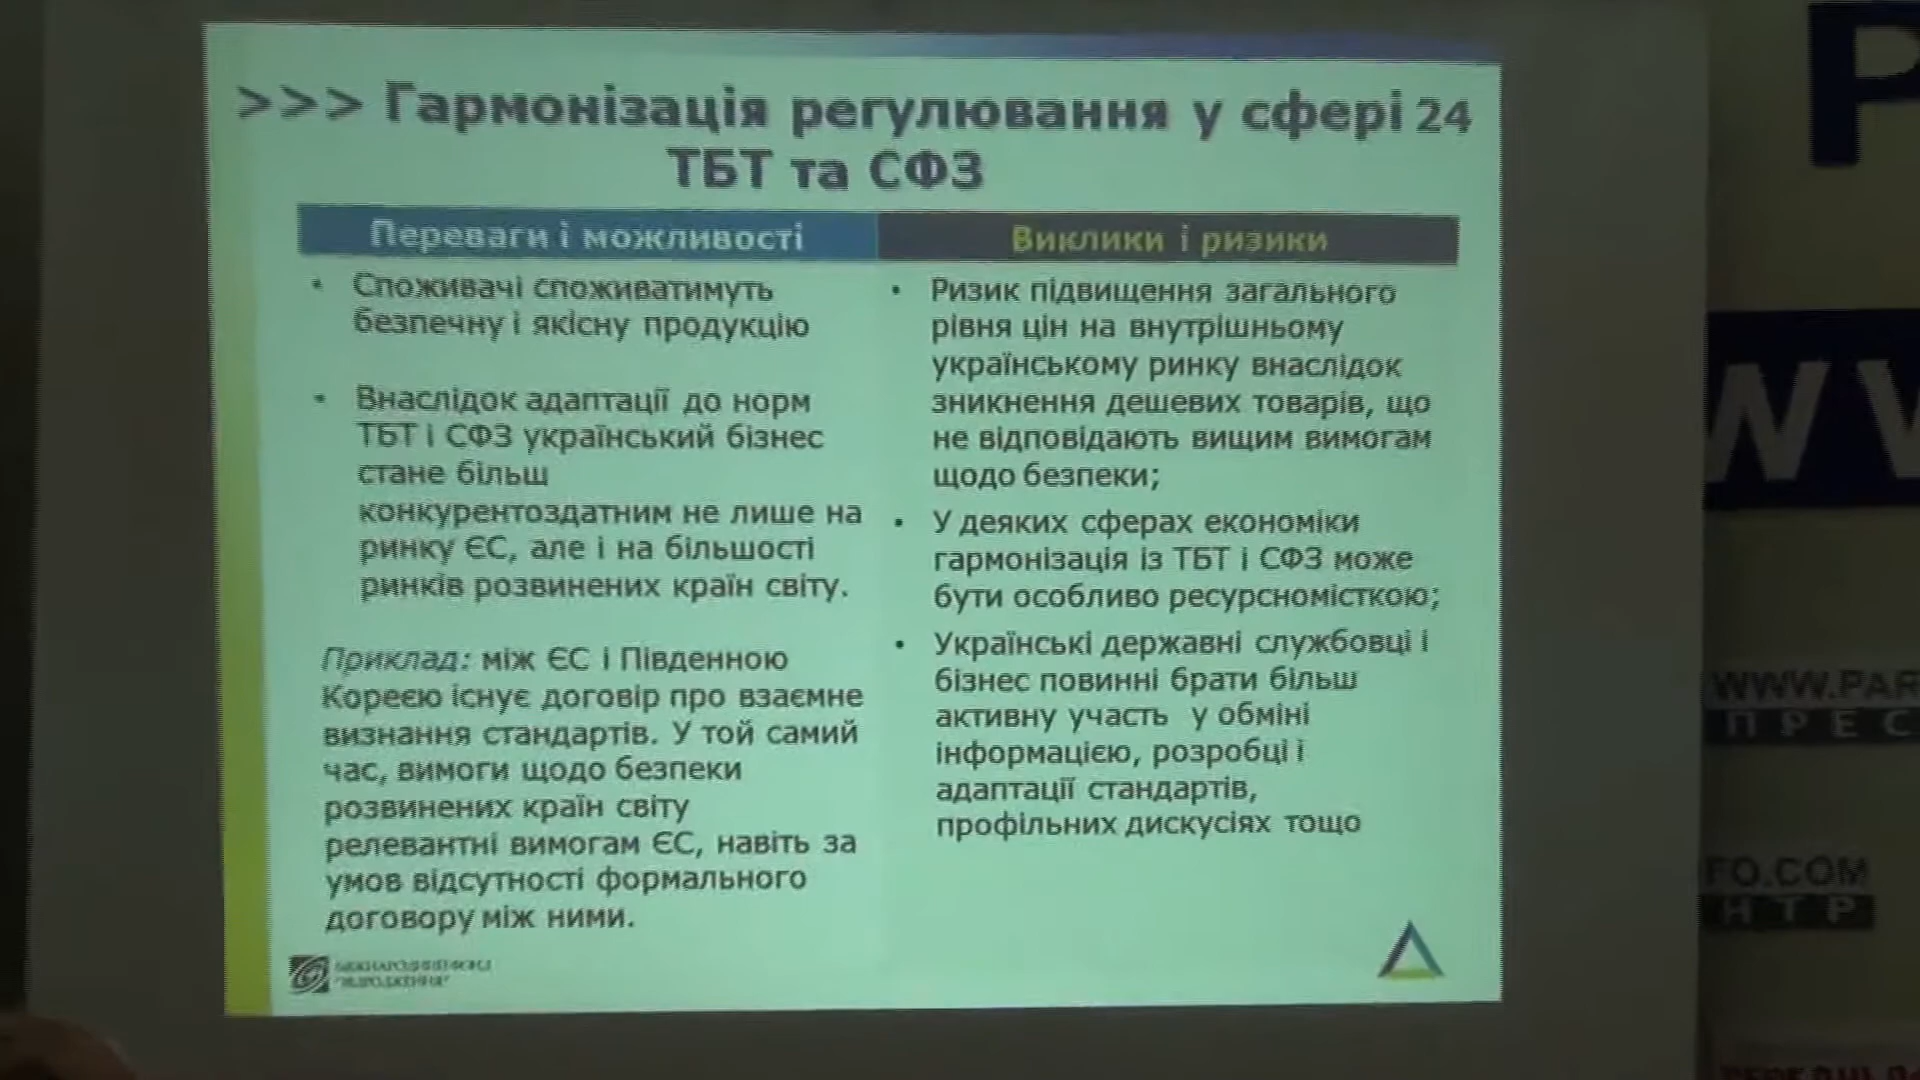 >>> Гармонізація регулювання у сфері 24
ТБТ та СФЗ
Переваги і можливості
• Споживачі споживатимуть
безпечну і якісну продукцію
• Внаслідок адаптації до норм
ТБТ і СФЗ український бізнес
стане більш
конкурентоздатним не лише на
ринку ЄС, але і на більшості
ринків розвинених країн світу.
Приклад: між ЄС і Південною
Кореєю існує договір про взаємне
визнання стандартів. У той самий
час, вимоги щодо безпеки
розвинених країн світу
релевантні вимогам ЄС, навіть за
умов відсутності формального
договору між ними.
Виклики і ризики
• Ризик підвищення загального
рівня цін на внутрішньому
українському ринку внаслідок
зникнення дешевих товарів, що
не відповідають вищим вимогам
щодо безпеки;
• У деяких сферах економіки
гармонізація із ТБТ і СФЗ може
бути особливо ресурсномісткою;
• Українські державні службовці і
бізнес повинні брати більш
активну участь у обміні
інформацією, розробці і
адаптації стандартів,
профільних дискусіях тощо
МІЖНАРОДНИЙ ФОНД
"ВІДРОДЖЕННЯ"
P
WV
WWW.PAR
ПРЕС
FO.COM
НТР